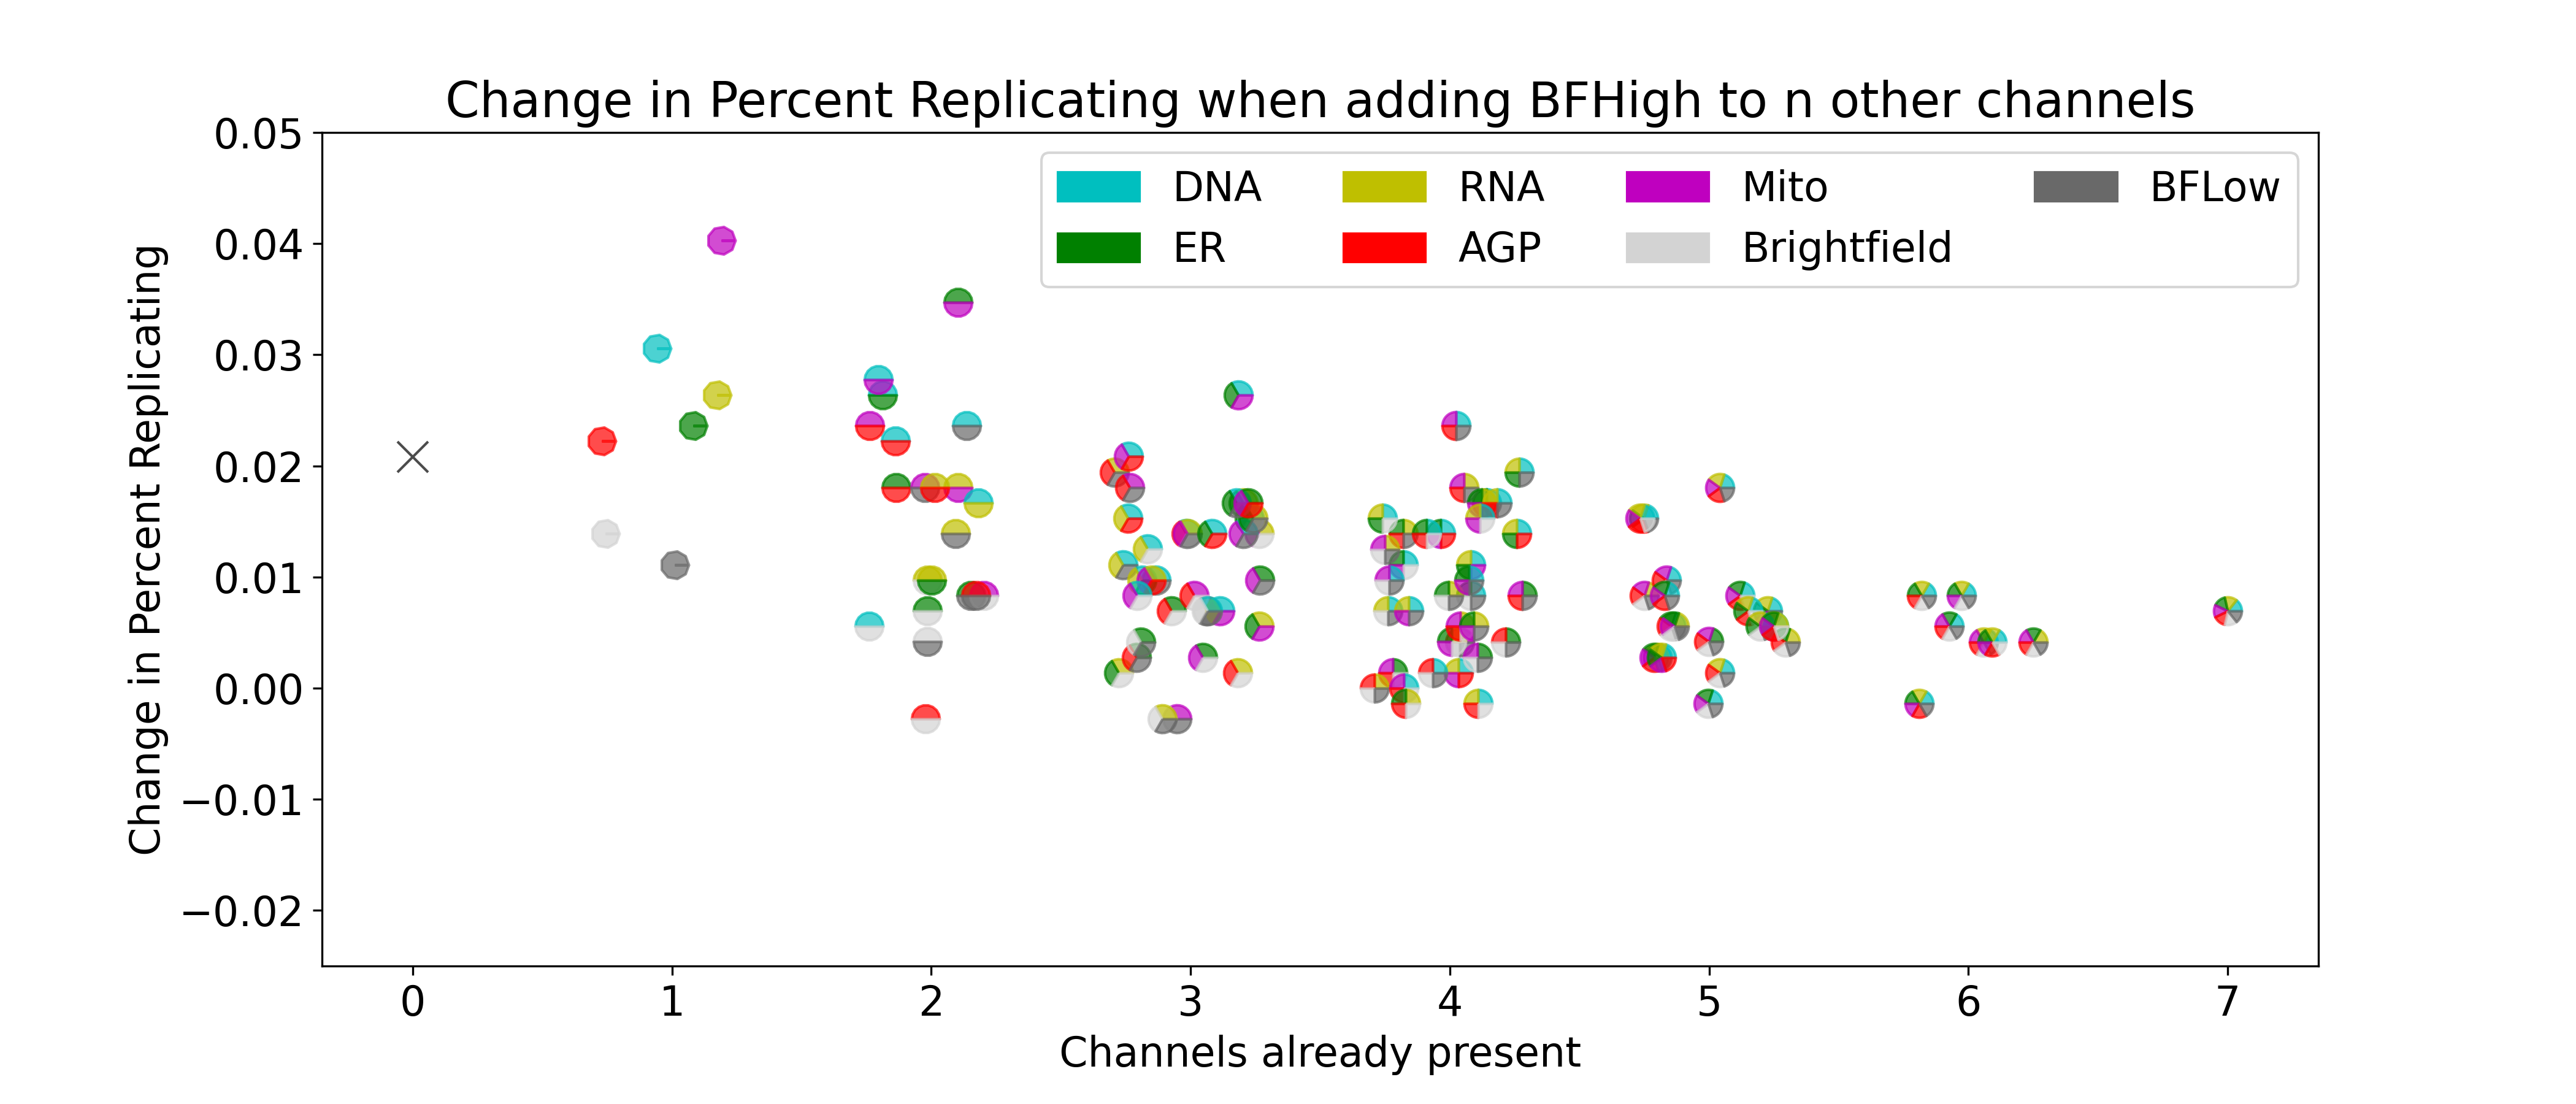 Change in Percent Replicating when adding BFHigh to n other channels
0.05
0.04
0.03
0.02
0.01
0.00
−0.01
−0.02
Change in Percent Replicating
DNA RNA Mito BFLow
ER AGP Brightfield
0 1 2 3 4 5 6 7
Channels already present